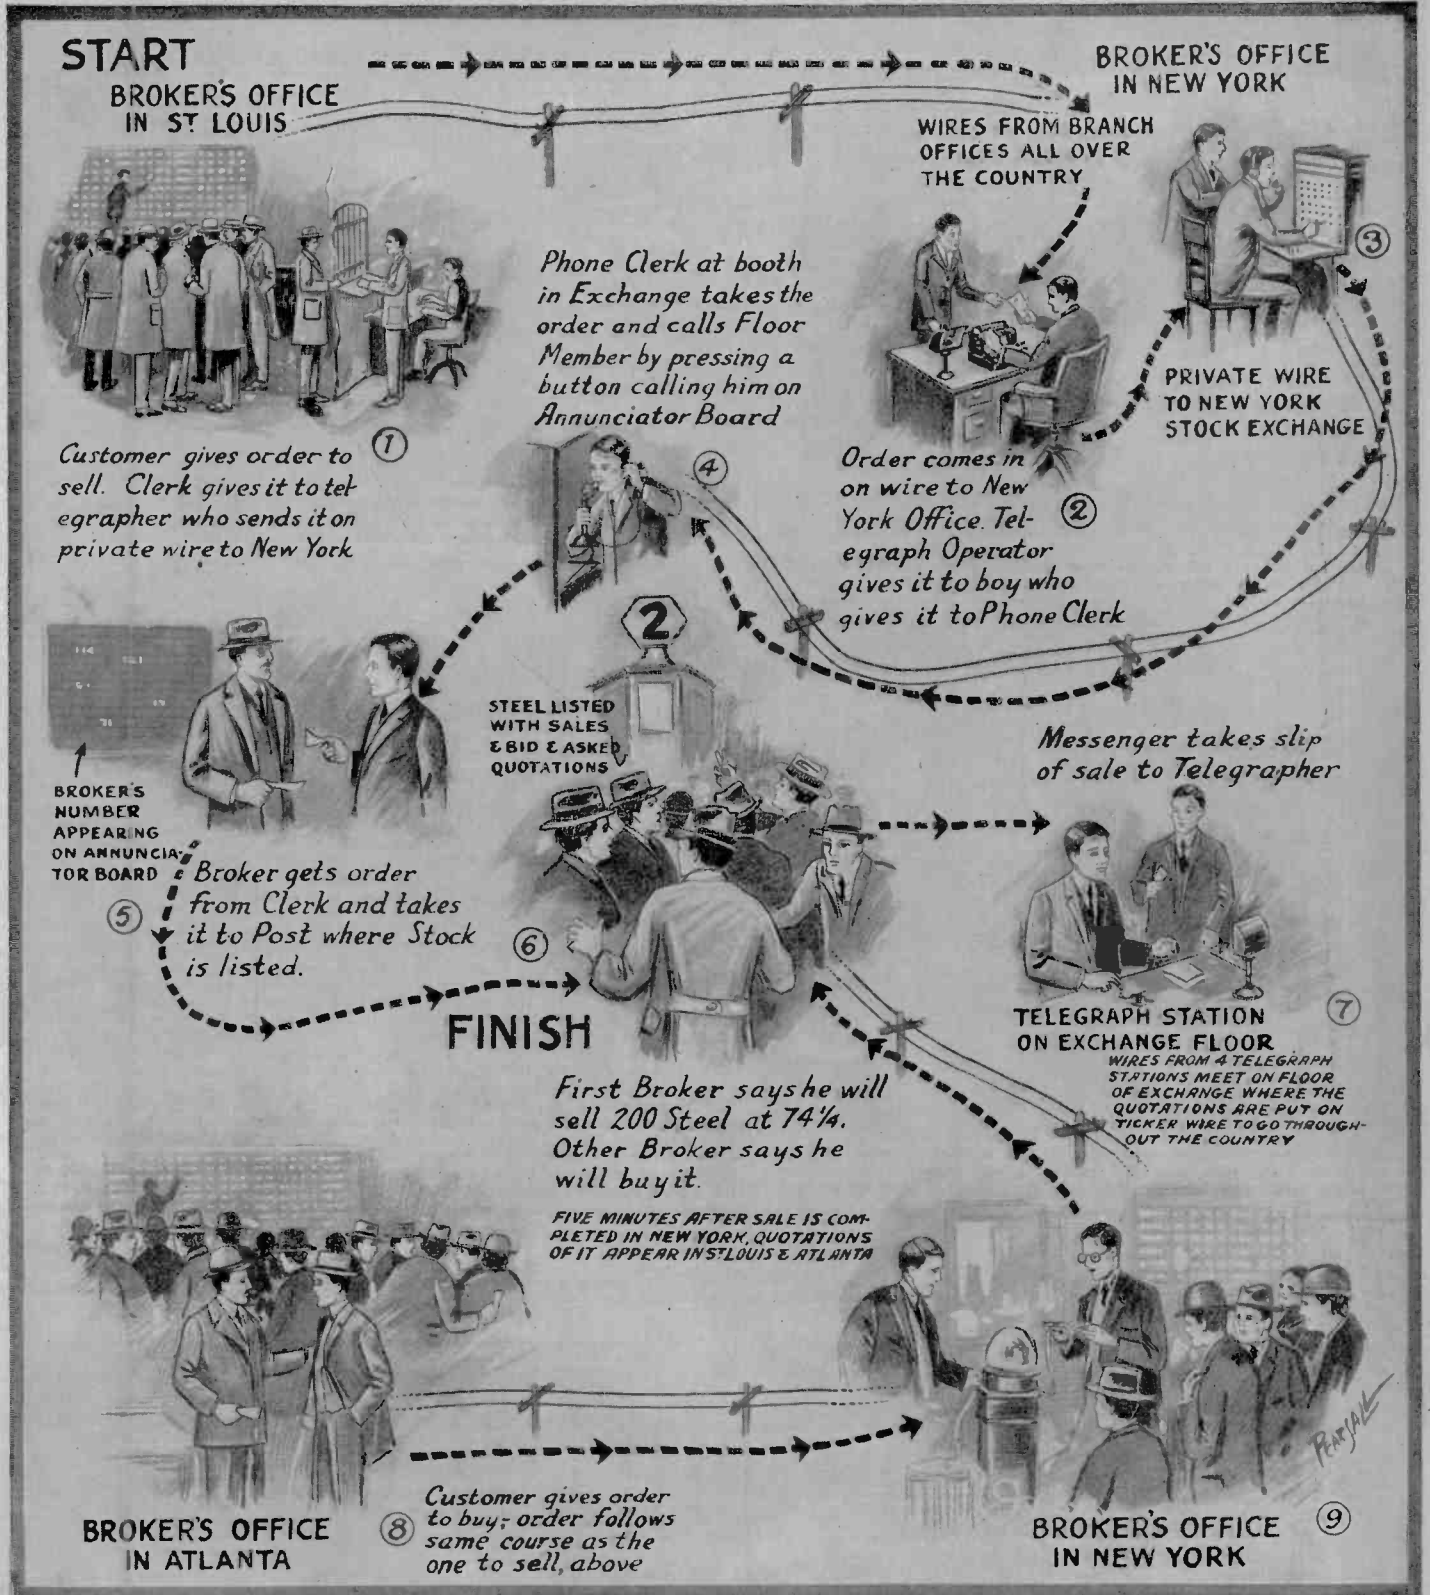 START
BROKER'S OFFICE
IN ST LOUIS
BROKER'S OFFICE
IN NEW YORK
WIRES FROM BRANCH
OFFICES ALL OVER
THE COUNTRY
3
PRIVATE WIRE
TO NEW YORK
STOCK EXCHANGE
Phone Clerk at booth
in Exchange takes the
order and calls Floor
Member by pressing a
button calling him on
Annunciator Board
1
Customer gives order to
sell. Clerk gives it to tel-
egrapher who sends it on
private wire to New York
4
Order comes in
on wire to New
York Office. Tel-
egraph Operator
gives it to boy who
gives it to Phone Clerk
2
2
STEEL LISTED
WITH SALES
& BID & ASKED
QUOTATIONS
114
121
71
BROKER'S
NUMBER
APPEARING
ON ANNUNCIA-
TOR BOARD
5
Broker gets order
from Clerk and takes
it to Post where Stock
is listed.
6
Messenger takes slip
of sale to Telegrapher
TELEGRAPH STATION
ON EXCHANGE FLOOR
7
WIRES FROM 4 TELEGRAPH
STATIONS MEET ON FLOOR
OF EXCHANGE WHERE THE
QUOTATIONS ARE PUT ON
TICKER WIRE TO GO THROUGH-
OUT THE COUNTRY
FINISH
First Broker says he will
sell 200 Steel at 74¼.
Other Broker says he
will buy it.
FIVE MINUTES AFTER SALE IS COM-
PLETED IN NEW YORK, QUOTATIONS
OF IT APPEAR IN ST LOUIS & ATLANTA
BROKER'S OFFICE
IN ATLANTA
8
Customer gives order
to buy; order follows
same course as the
one to sell, above
BROKER'S OFFICE
IN NEW YORK
9
PEARSALL